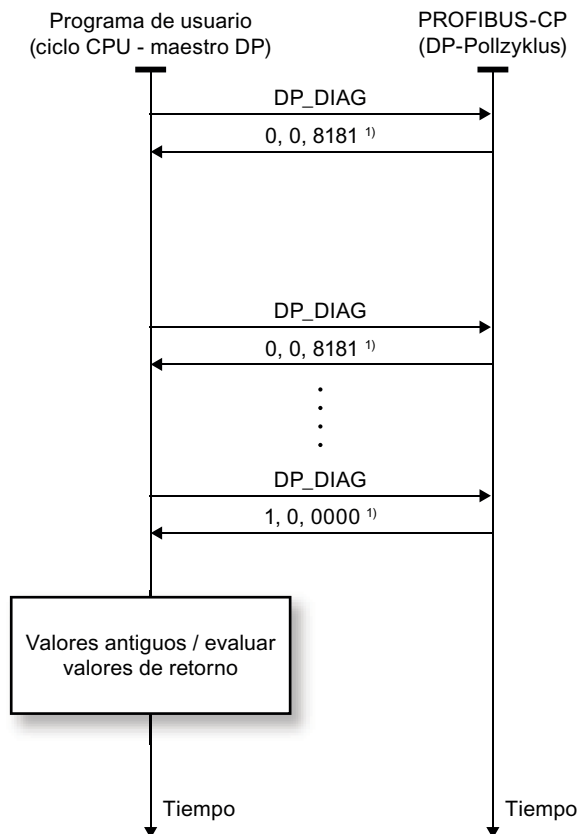 Programa de usuario
(ciclo CPU - maestro DP)
PROFIBUS-CP
(DP-Pollzyklus)
DP_DIAG
0, 0, 8181 1)
DP_DIAG
0, 0, 8181 1)
DP_DIAG
1, 0, 0000 1)
Valores antiguos / evaluar
valores de retorno
Tiempo
Tiempo